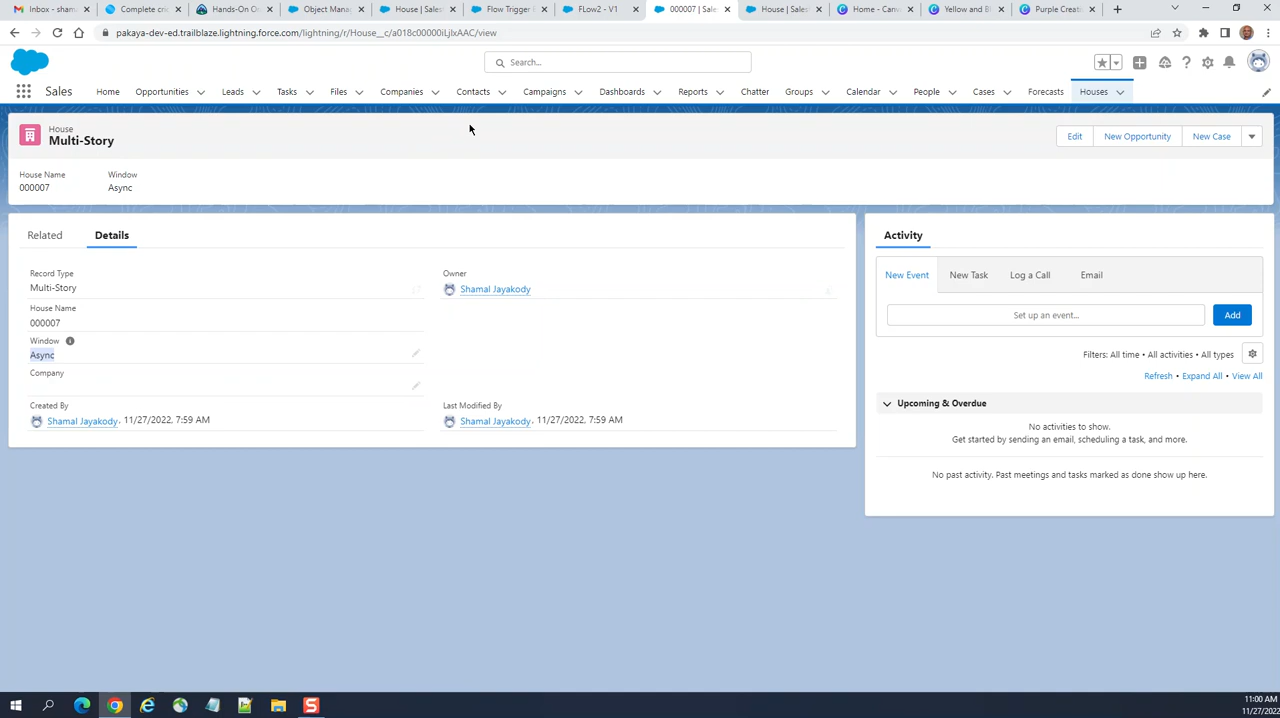 Inbox - sham
Complete cr
Hands-On O
Object Mana
House | Sales
Flow Trigger E
FLow2 - V1
000007 | Sale
House | Sales
Home - Canv
Yellow and B
Purple Creati
pakaya-dev-ed.trailblaze.lightning.force.com/lightning/r/House__c/a018c00000iLjlxAAC/view
Search...
Sales
Home
Opportunities
Leads
Tasks
Files
Companies
Contacts
Campaigns
Dashboards
Reports
Chatter
Groups
Calendar
People
Cases
Forecasts
Houses
House
Multi-Story
Edit
New Opportunity
New Case
House Name
Window
000007
Async
Related
Details
Record Type
Multi-Story
Owner
Shamal Jayakody
House Name
000007
Window
Async
Company
Created By
Shamal Jayakody, 11/27/2022, 7:59 AM
Last Modified By
Shamal Jayakody, 11/27/2022, 7:59 AM
Activity
New Event
New Task
Log a Call
Email
Set up an event...
Add
Filters: All time • All activities • All types
Refresh • Expand All • View All
Upcoming & Overdue
No activities to show.
Get started by sending an email, scheduling a task, and more.
No past activity. Past meetings and tasks marked as done show up here.
11:00 AM
11/27/2022